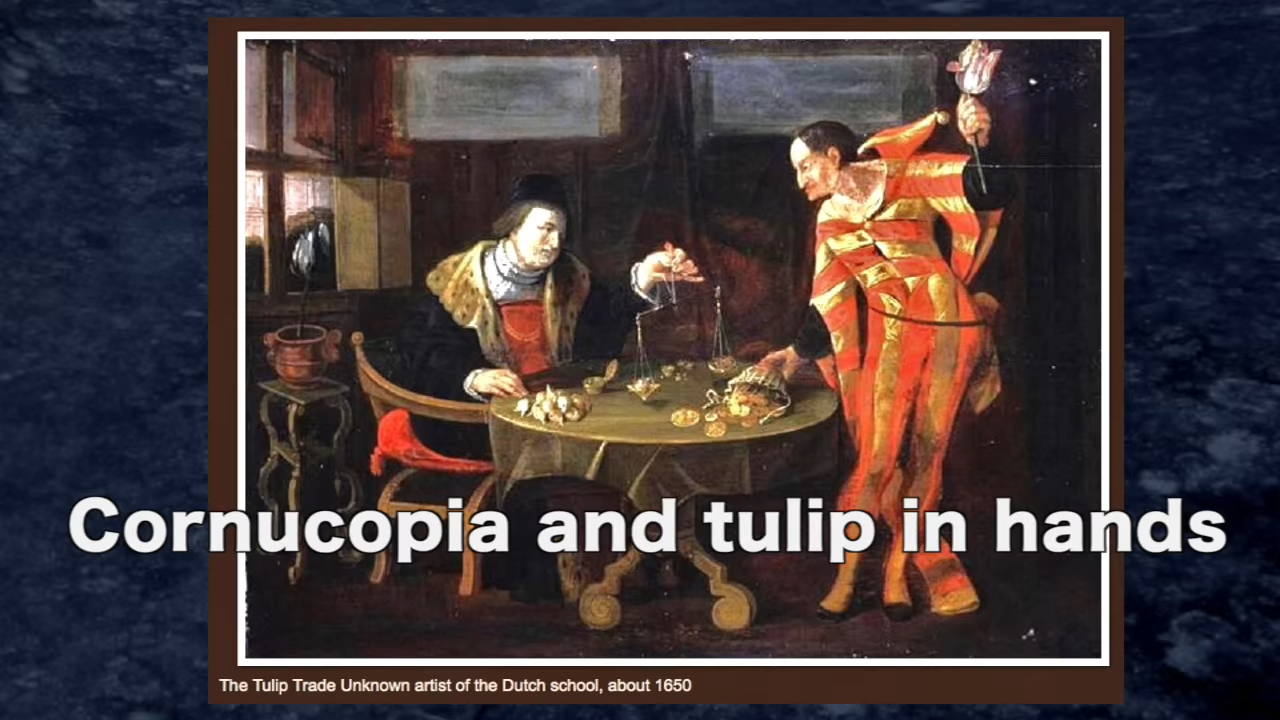 Cornucopia and tulip in hands
The Tulip Trade Unknown artist of the Dutch school, about 1650